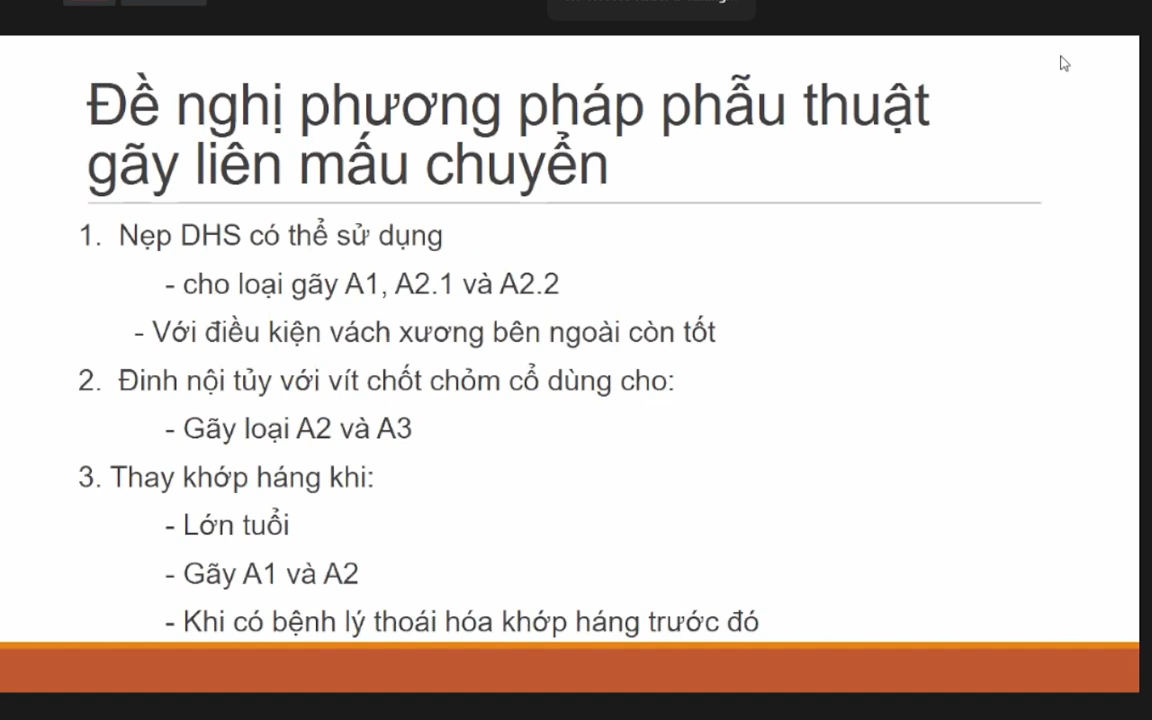 Đề nghị phương pháp phẫu thuật
gãy liên mấu chuyển
1. Nẹp DHS có thể sử dụng
- cho loại gãy A1, A2.1 và A2.2
- Với điều kiện vách xương bên ngoài còn tốt
2. Đinh nội tủy với vít chốt chỏm cổ dùng cho:
- Gãy loại A2 và A3
3. Thay khớp háng khi:
- Lớn tuổi
- Gãy A1 và A2
- Khi có bệnh lý thoái hóa khớp háng trước đó